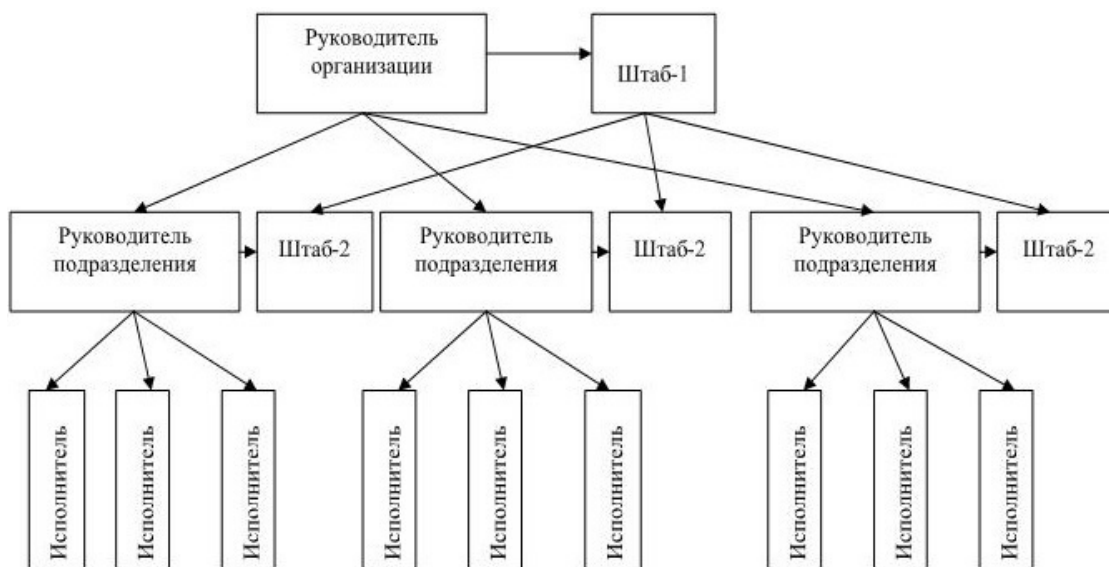 Руководитель
организации
Штаб-1
Руководитель
подразделения
Штаб-2
Руководитель
подразделения
Штаб-2
Руководитель
подразделения
Штаб-2
Исполнитель
Исполнитель
Исполнитель
Исполнитель
Исполнитель
Исполнитель
Исполнитель
Исполнитель
Исполнитель